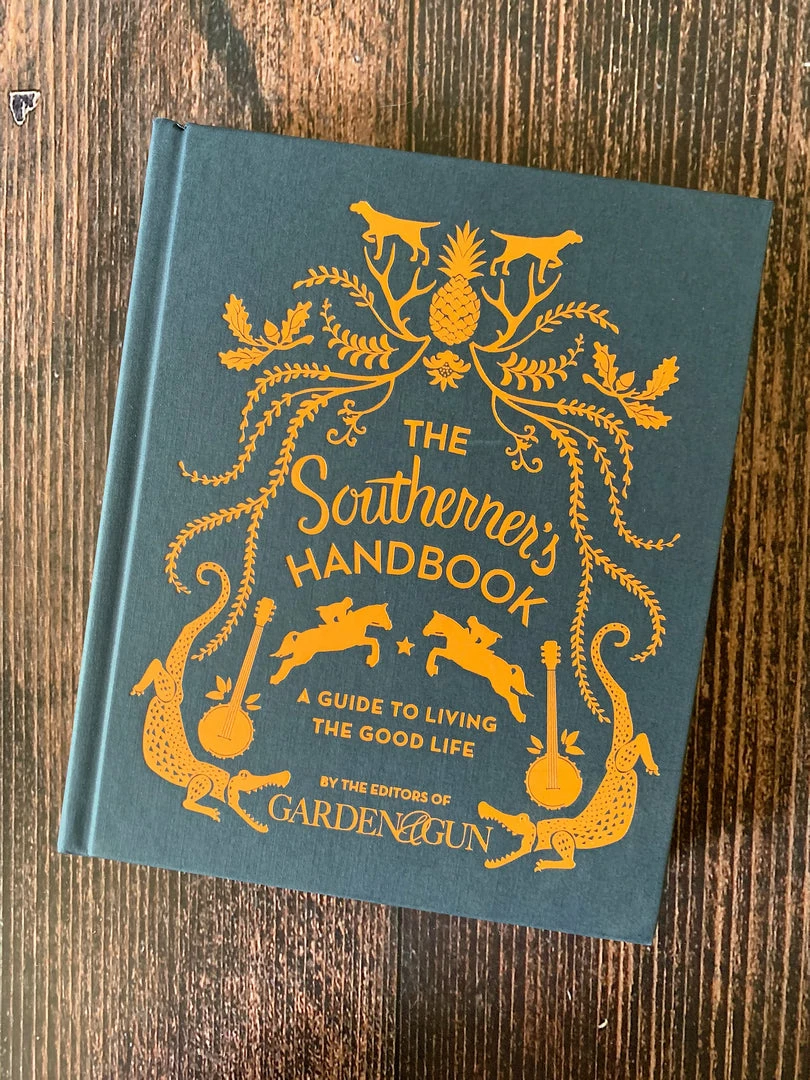 THE
Southerner's
HANDBOOK
A GUIDE TO LIVING
THE GOOD LIFE
BY THE EDITORS OF
GARDEN&GUN